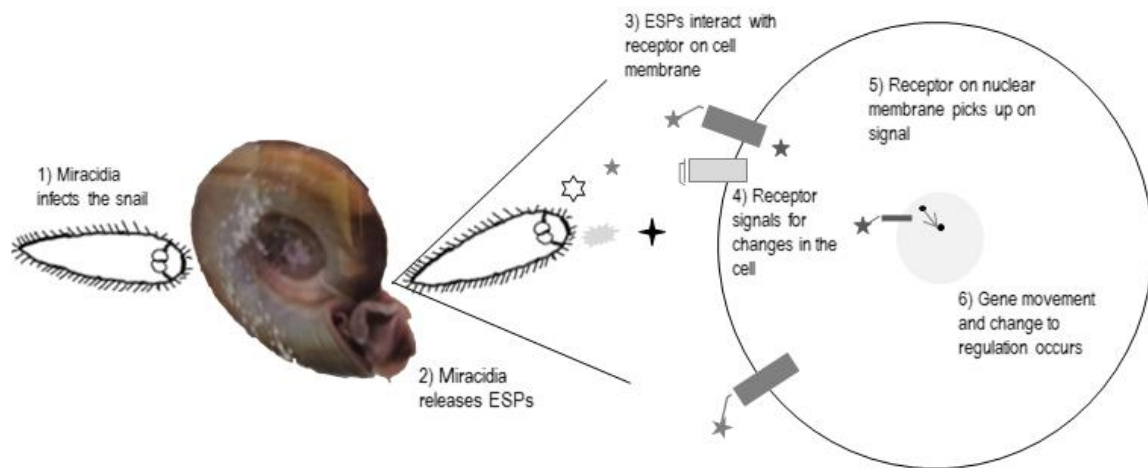 1) Miracidia
infects the snail
2) Miracidia
releases ESPs
3) ESPs interact with
receptor on cell
membrane
4) Receptor
signals for
changes in the
cell
5) Receptor on nuclear
membrane picks up on
signal
6) Gene movement
and change to
regulation occurs